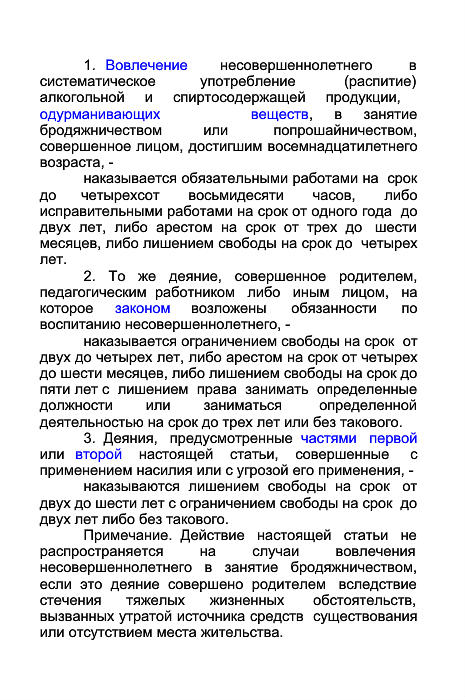 1. Вовлечение несовершеннолетнего в
систематическое употребление (распитие)
алкогольной и спиртосодержащей продукции,
одурманивающих веществ, в занятие
бродяжничеством или попрошайничеством,
совершенное лицом, достигшим восемнадцатилетнего
возраста, -
наказывается обязательными работами на срок
до четырехсот восьмидесяти часов, либо
исправительными работами на срок от одного года до
двух лет, либо арестом на срок от трех до шести
месяцев, либо лишением свободы на срок до четырех
лет.
2. То же деяние, совершенное родителем,
педагогическим работником либо иным лицом, на
которое законом возложены обязанности по
воспитанию несовершеннолетнего, -
наказывается ограничением свободы на срок от
двух до четырех лет, либо арестом на срок от четырех
до шести месяцев, либо лишением свободы на срок до
пяти лет с лишением права занимать определенные
должности или заниматься определенной
деятельностью на срок до трех лет или без такового.
3. Деяния, предусмотренные частями первой
или второй настоящей статьи, совершенные с
применением насилия или с угрозой его применения, -
наказываются лишением свободы на срок от
двух до шести лет с ограничением свободы на срок до
двух лет либо без такового.
Примечание. Действие настоящей статьи не
распространяется на случаи вовлечения
несовершеннолетнего в занятие бродяжничеством,
если это деяние совершено родителем вследствие
стечения тяжелых жизненных обстоятельств,
вызванных утратой источника средств существования
или отсутствием места жительства.